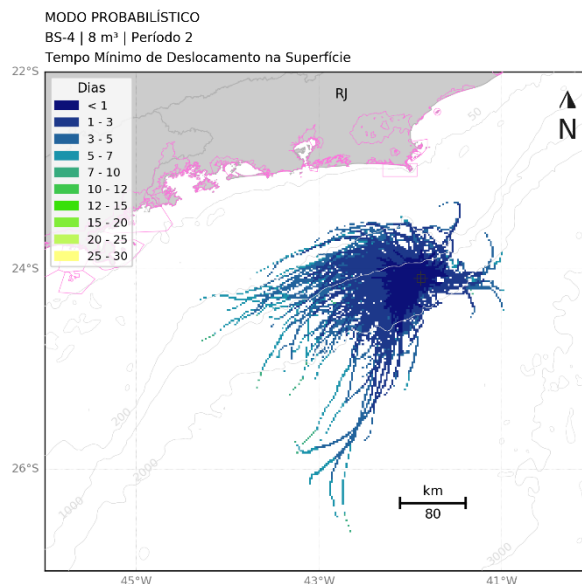 MODO PROBABILÍSTICO
BS-4 | 8 m³ | Período 2
Tempo Mínimo de Deslocamento na Superfície
22°S
Dias
< 1
1 - 3
3 - 5
5 - 7
7 - 10
10 - 12
12 - 15
15 - 20
20 - 25
25 - 30
RJ
50
N
24°S
200
2000
1000
26°S
km
80
3000
45°W
43°W
41°W